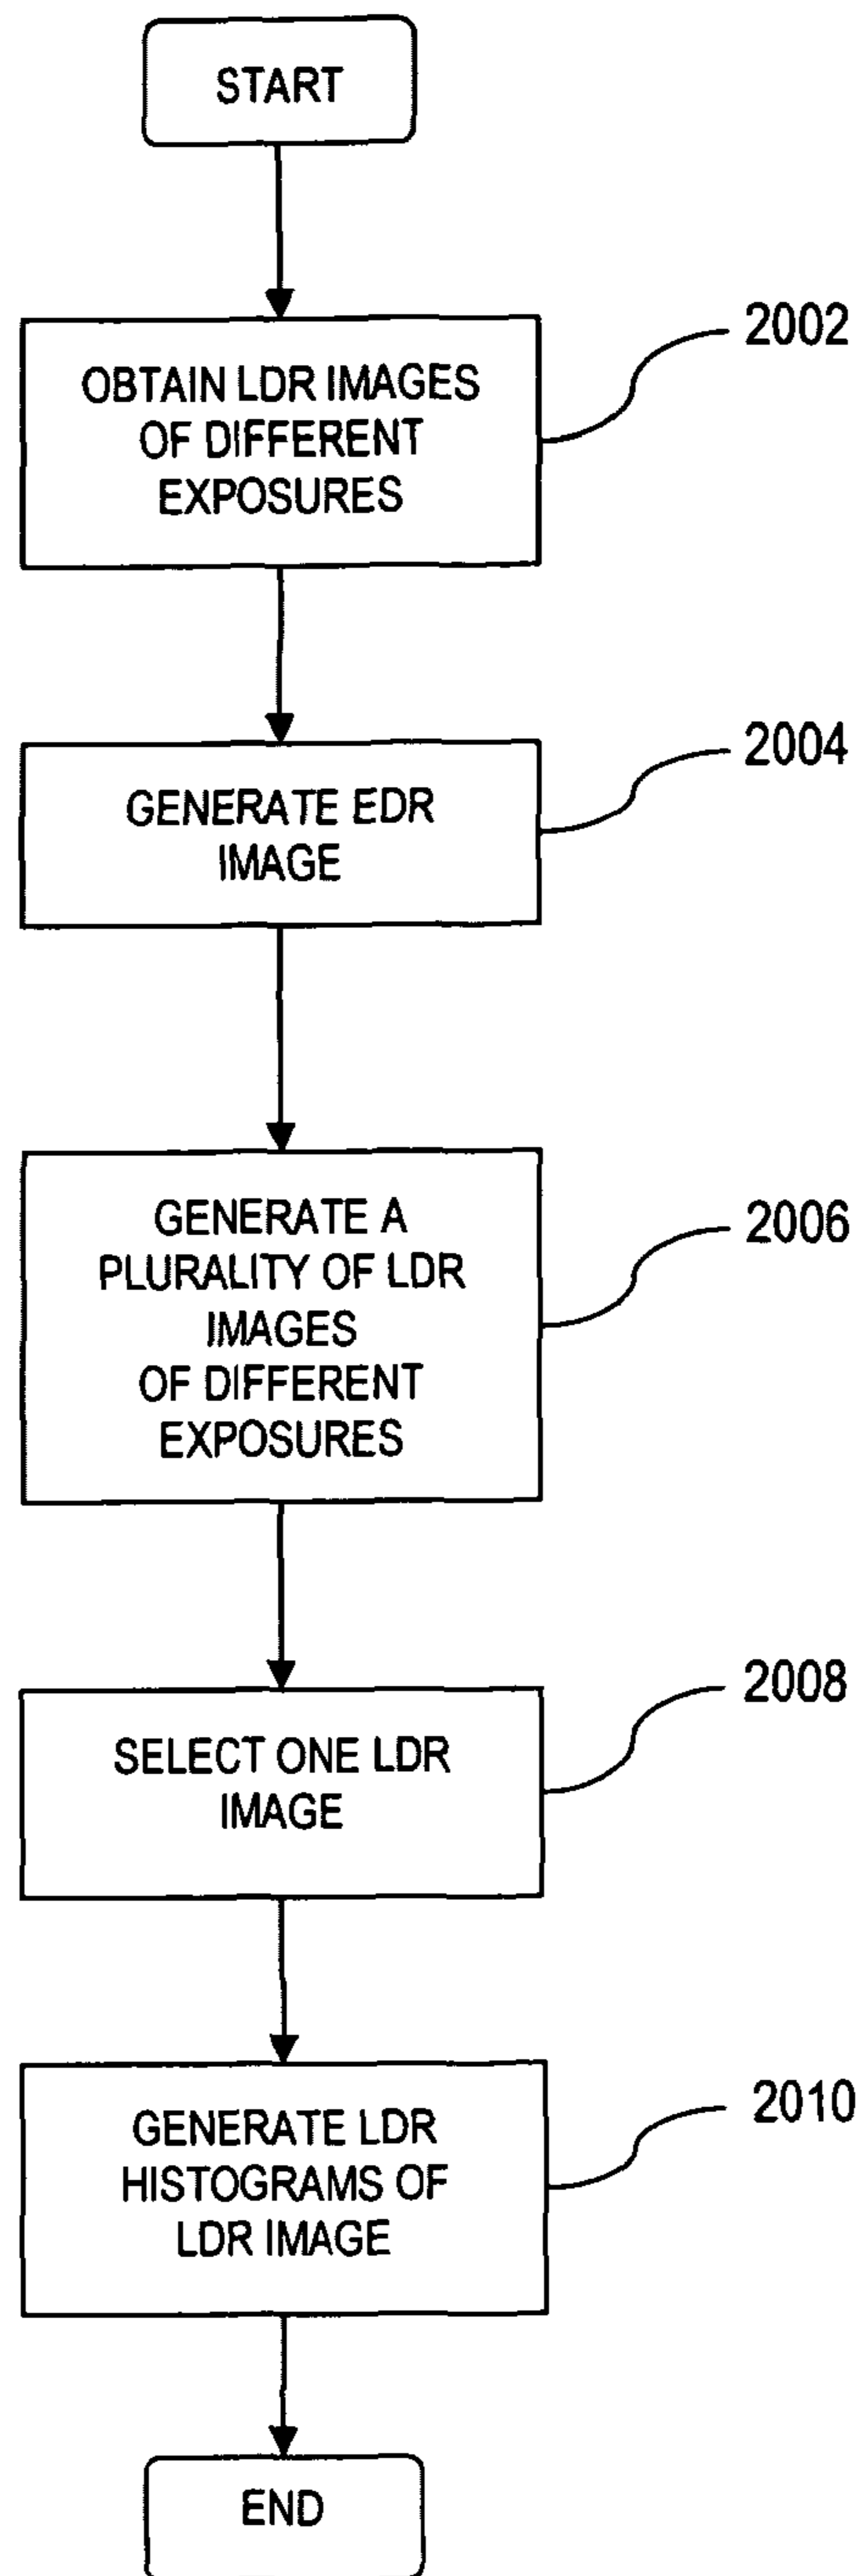 START
2002
OBTAIN LDR IMAGES
OF DIFFERENT
EXPOSURES
2004
GENERATE EDR
IMAGE
2006
GENERATE A
PLURALITY OF LDR
IMAGES
OF DIFFERENT
EXPOSURES
2008
SELECT ONE LDR
IMAGE
2010
GENERATE LDR
HISTOGRAMS OF
LDR IMAGE
END